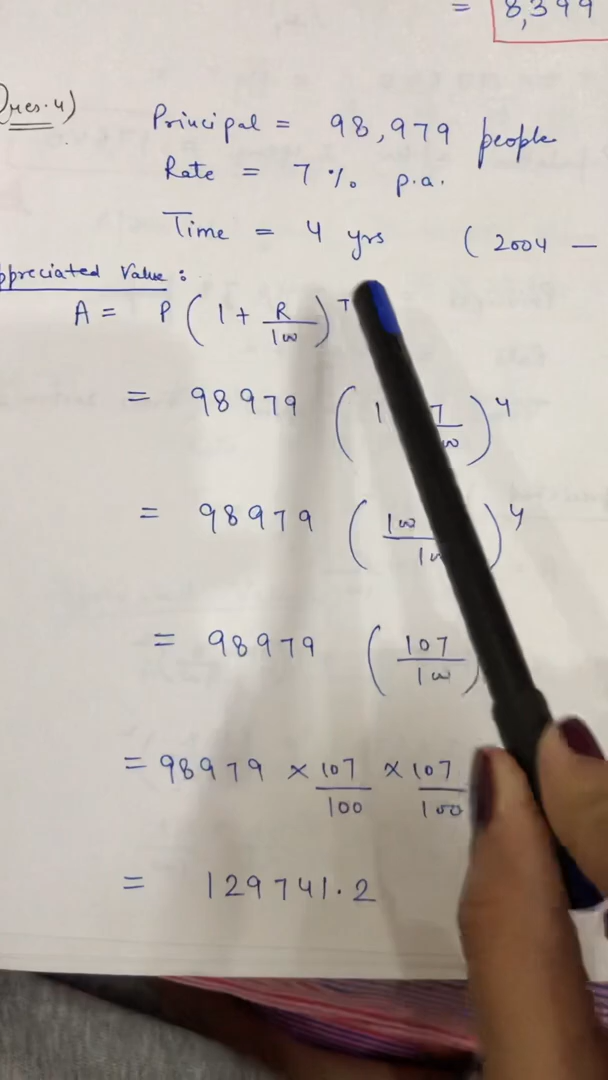 = 8,399
Ques.4)
Principal = 98,979 people
Rate = 7% p.a.
Time = 4 yrs (2004 –
Appreciated Value :
A = P (1 + R/100)^T
= 98979 (1 7/100)^4
= 98979 (100 /100)^4
= 98979 (107/100)
= 98979 × 107/100 × 107/100
= 129741.2